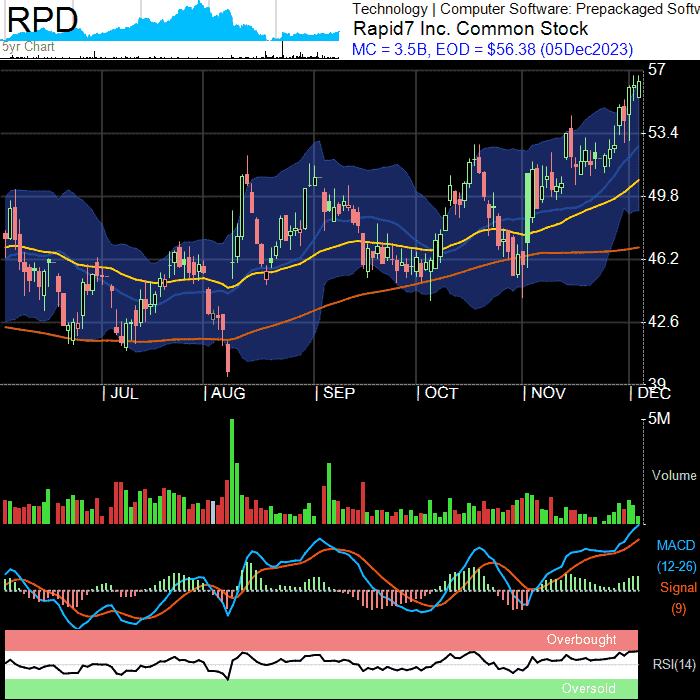 RPD
5yr Chart
Technology | Computer Software: Prepackaged Softw
Rapid7 Inc. Common Stock
MC = 3.5B, EOD = $56.38 (05Dec2023)
57
53.4
49.8
46.2
42.6
39
| JUL | AUG | SEP | OCT | NOV | DEC
5M
Volume
MACD
(12-26)
Signal
(9)
Overbought
RSI(14)
Oversold